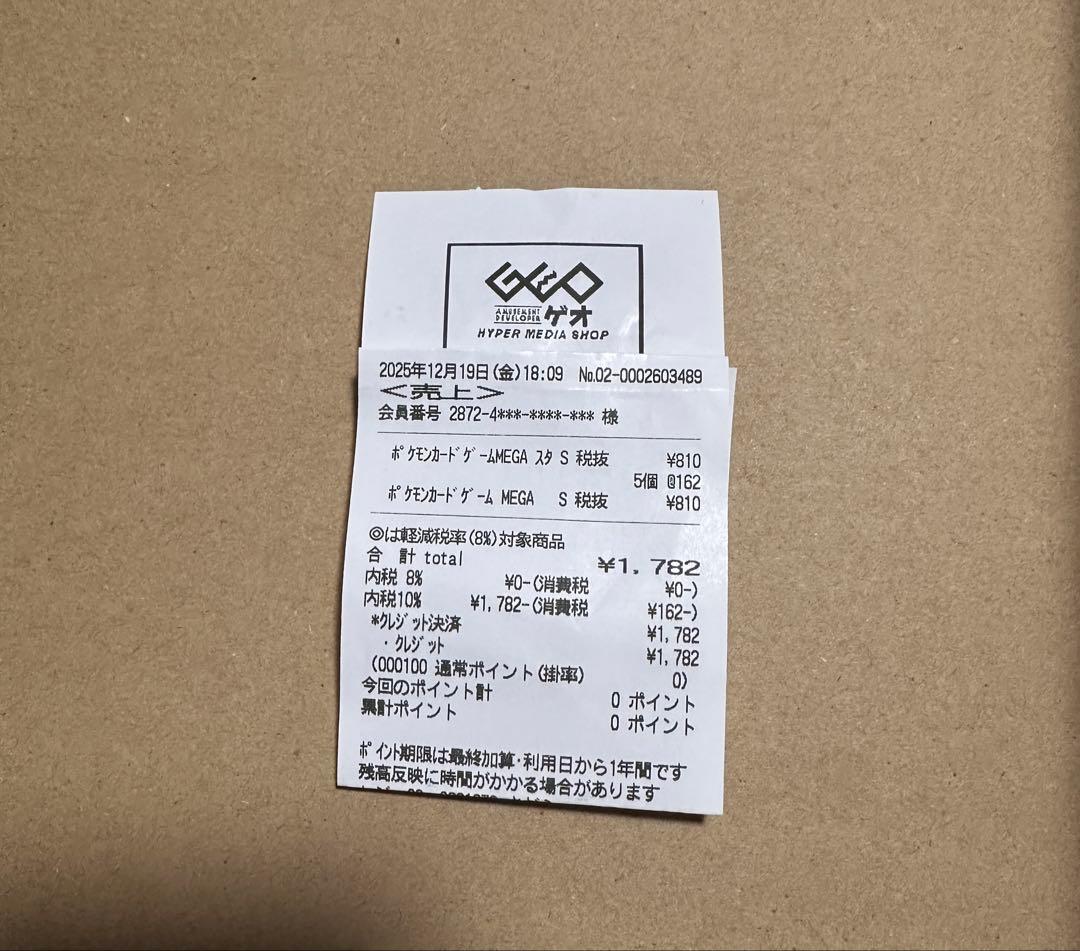 GEO
AMUSEMENT
DEVELOPER ゲオ
HYPER MEDIA SHOP
2025年12月19日(金)18:09 №02-0002603489
<売上>
会員番号 2872-4***-****-*** 様
ﾎﾟｹﾓﾝｶｰﾄﾞｹﾞｰﾑMEGA ｽﾀ S 税抜 ¥810
5個 @162
ﾎﾟｹﾓﾝｶｰﾄﾞｹﾞｰﾑ MEGA S 税抜 ¥810
◎は軽減税率(8%)対象商品
合 計 total ¥1,782
内税 8% ¥0-(消費税 ¥0-)
内税10% ¥1,782-(消費税 ¥162-)
*ｸﾚｼﾞｯﾄ決済 ¥1,782
・ｸﾚｼﾞｯﾄ ¥1,782
(000100 通常ポイント(掛率) 0)
今回のポイント計 0 ポイント
累計ポイント 0 ポイント
ﾎﾟｲﾝﾄ期限は最終加算・利用日から1年間です
残高反映に時間がかかる場合があります